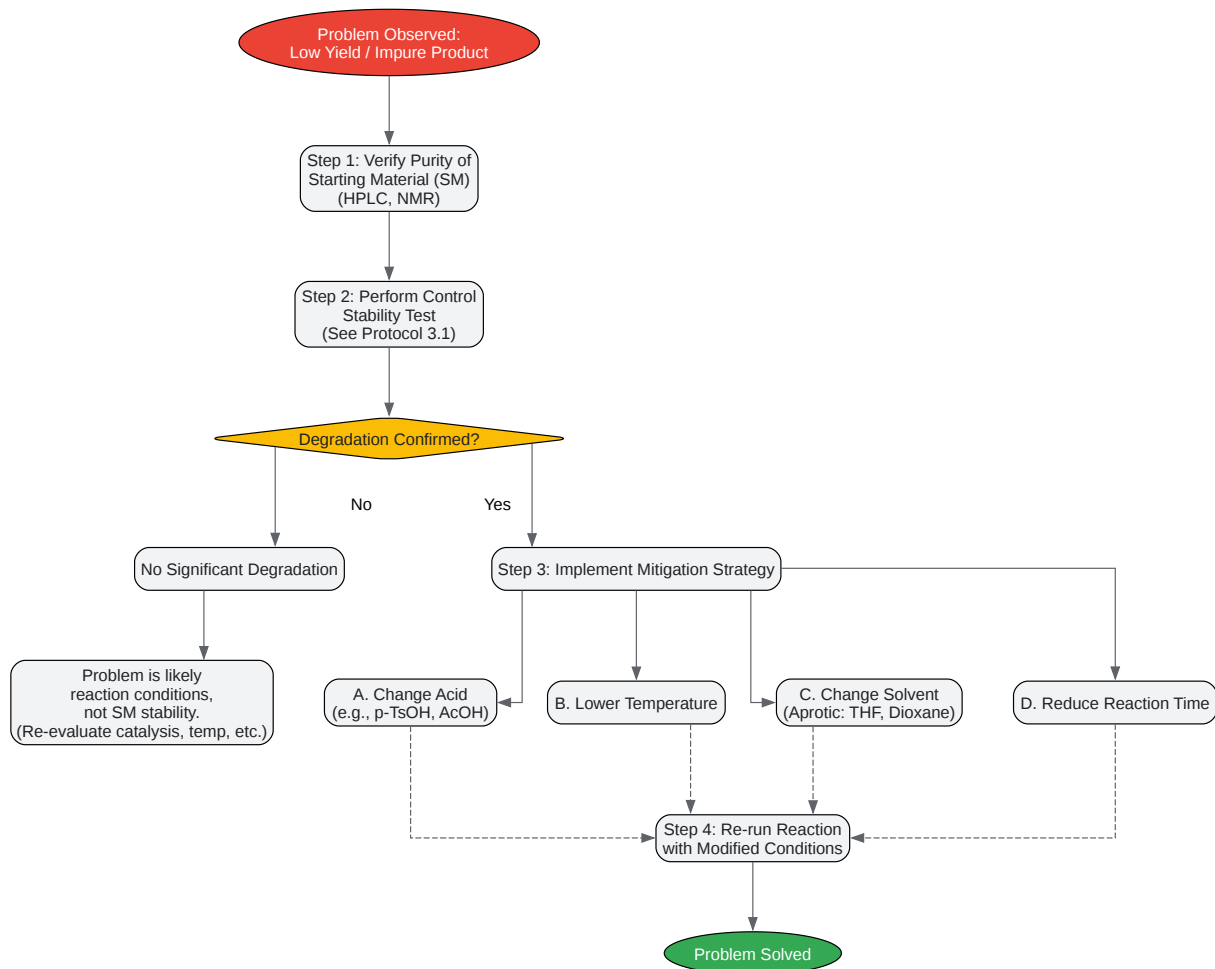 Problem Observed:
Low Yield / Impure Product
Step 1: Verify Purity of
Starting Material (SM)
(HPLC, NMR)
Step 2: Perform Control
Stability Test
(See Protocol 3.1)
Degradation Confirmed?
No
Yes
No Significant Degradation
Step 3: Implement Mitigation Strategy
Problem is likely
reaction conditions,
not SM stability.
(Re-evaluate catalysis, temp, etc.)
A. Change Acid
(e.g., p-TsOH, AcOH)
B. Lower Temperature
C. Change Solvent
(Aprotic: THF, Dioxane)
D. Reduce Reaction Time
Step 4: Re-run Reaction
with Modified Conditions
Problem Solved